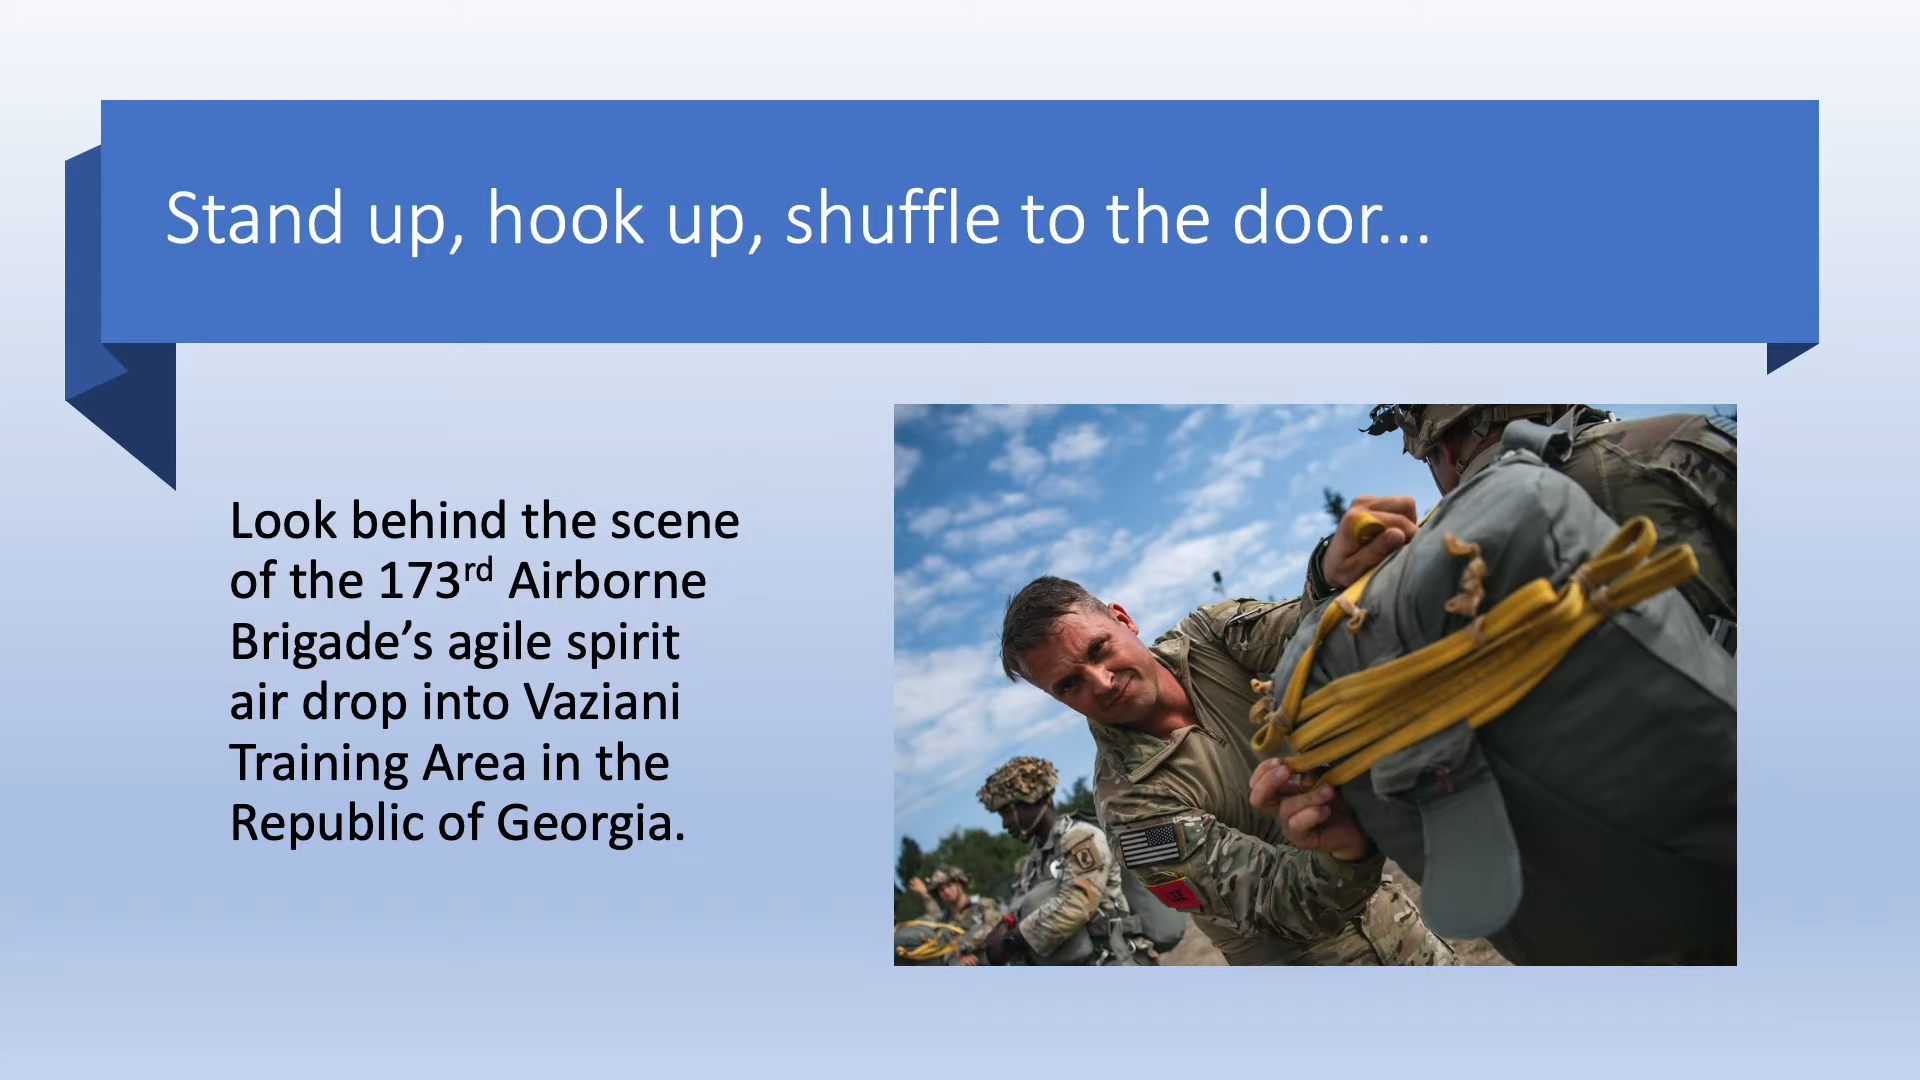 Stand up, hook up, shuffle to the door...
Look behind the scene
of the 173rd Airborne
Brigade’s agile spirit
air drop into Vaziani
Training Area in the
Republic of Georgia.